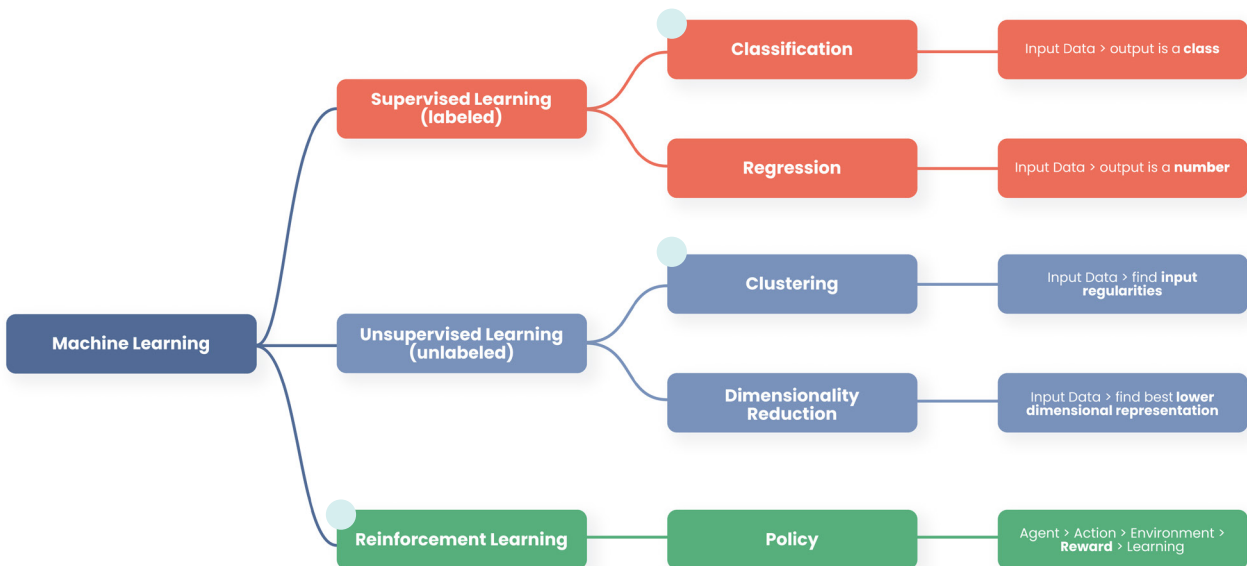 Classification
Input Data > output is a class
Supervised Learning
(labeled)
Regression
Input Data > output is a number
Clustering
Input Data > find input
regularities
Machine Learning
Unsupervised Learning
(unlabeled)
Dimensionality
Reduction
Input Data > find best lower
dimensional representation
Reinforcement Learning
Policy
Agent > Action > Environment >
Reward > Learning